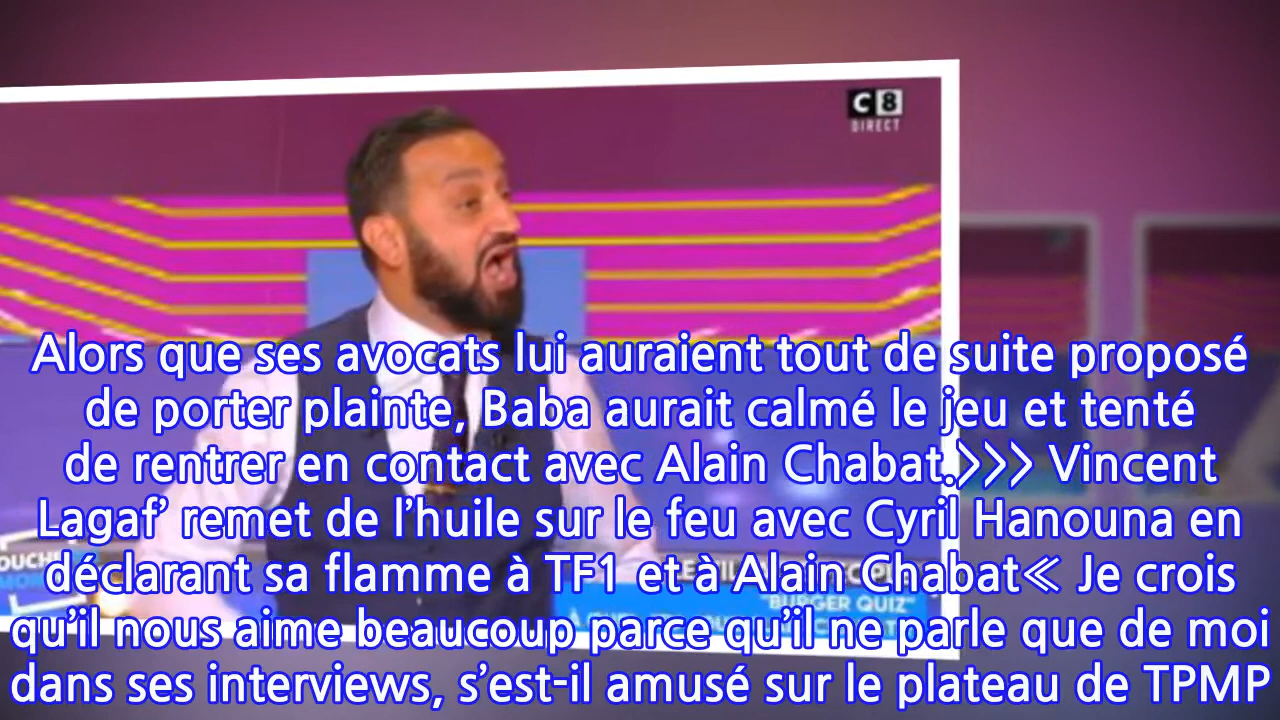 C8
DIRECT
Alors que ses avocats lui auraient tout de suite proposé
de porter plainte, Baba aurait calmé le jeu et tenté
de rentrer en contact avec Alain Chabat.>>> Vincent
Lagaf’ remet de l’huile sur le feu avec Cyril Hanouna en
déclarant sa flamme à TF1 et à Alain Chabat≪ Je crois
"BURGER QUIZ"
qu’il nous aime beaucoup parce qu’il ne parle que de moi
dans ses interviews, s’est-il amusé sur le plateau de TPMP